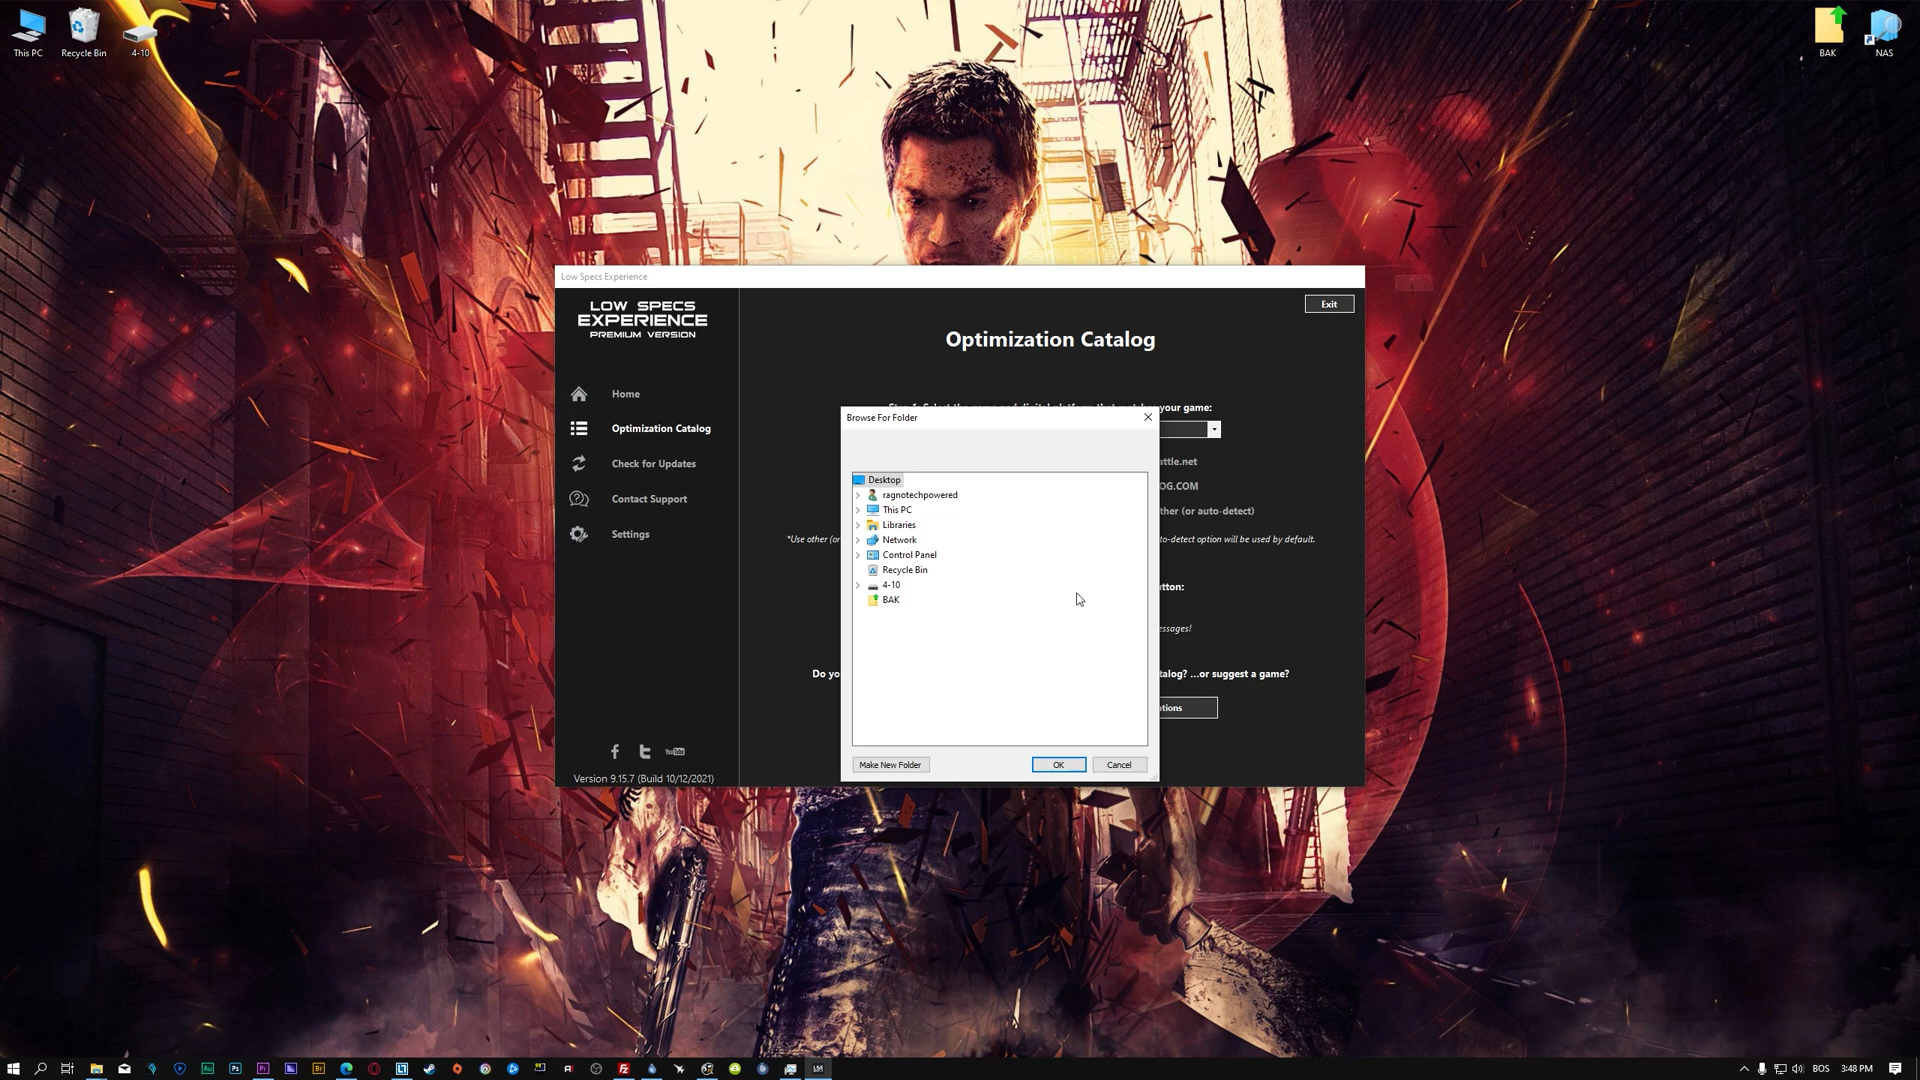 This PC
Recycle Bin
4-10
BAK
NAS
Low Specs Experience
LOW SPECS
EXPERIENCE
PREMIUM VERSION
Exit
Optimization Catalog
Home
Optimization Catalog
Check for Updates
Contact Support
Settings
Version 9.15.7 (Build 10/12/2021)
your game:
attle.net
OG.COM
ther (or auto-detect)
*Use other (or
to-detect option will be used by default.
tton:
essages!
Do yo
talog? ...or suggest a game?
tions
Browse For Folder
Desktop
ragnotechpowered
This PC
Libraries
Network
Control Panel
Recycle Bin
4-10
BAK
Make New Folder
OK
Cancel
BOS
3:48 PM